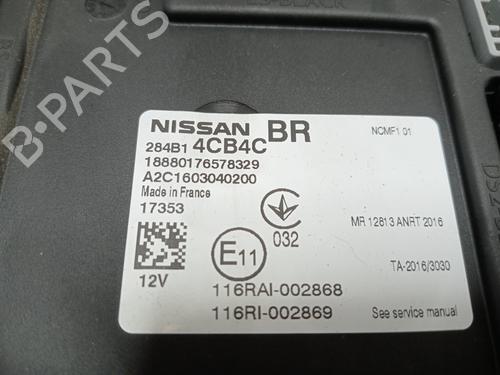 NISSAN BR
NCMF1 01
284B1 4CB4C
18880176578329
A2C1603040200
Made in France
17353
032
MR 12813 ANRT 2016
E11
TA-2016/3030
12V
116RAI-002868
116RI-002869
See service manual
B-PARTS